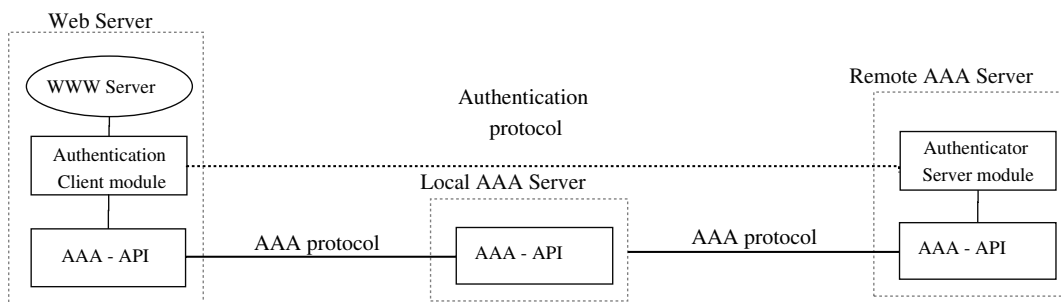 Web Server
WWW Server
Authentication
Client module
AAA - API
Authentication
protocol
Local AAA Server
AAA protocol
AAA - API
AAA protocol
Remote AAA Server
Authenticator
Server module
AAA - API